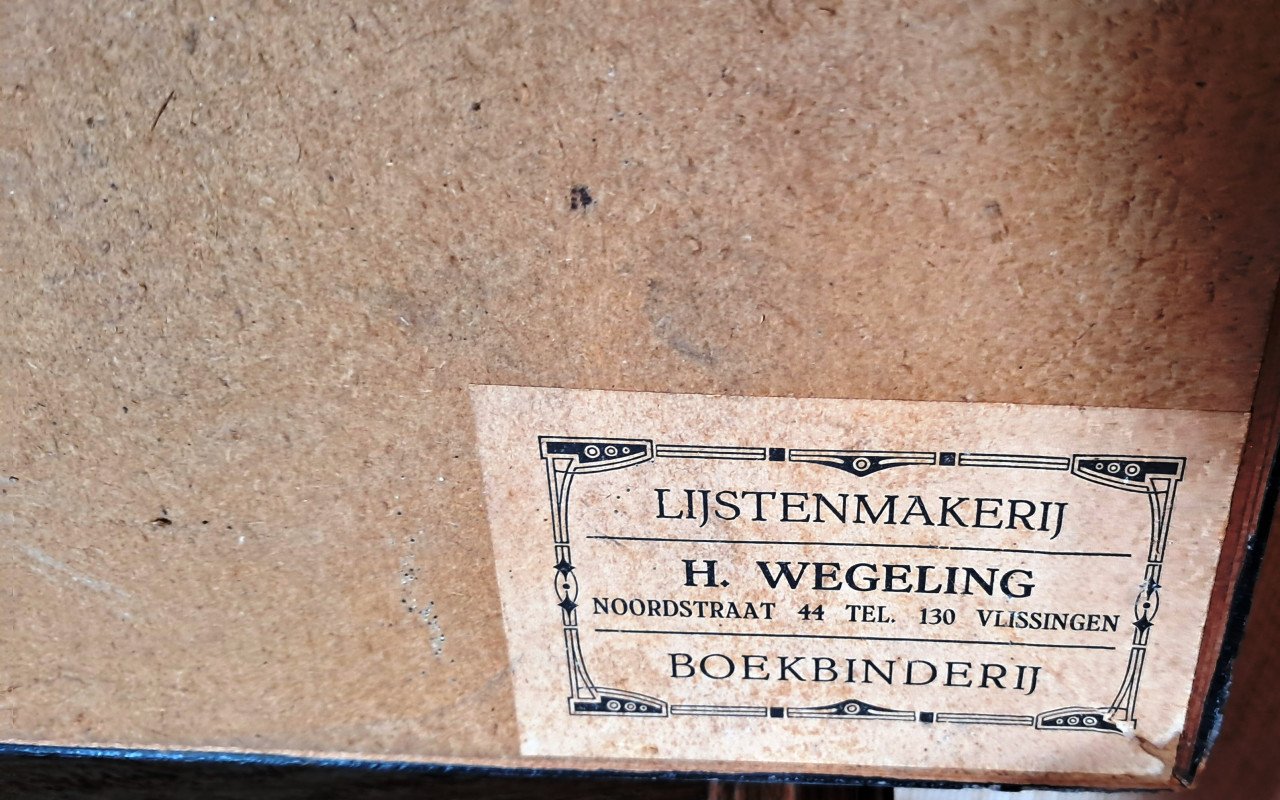 LIJSTENMAKERIJ
H. WEGELING
NOORDSTRAAT 44 TEL. 130 VLISSINGEN
BOEKBINDERIJ